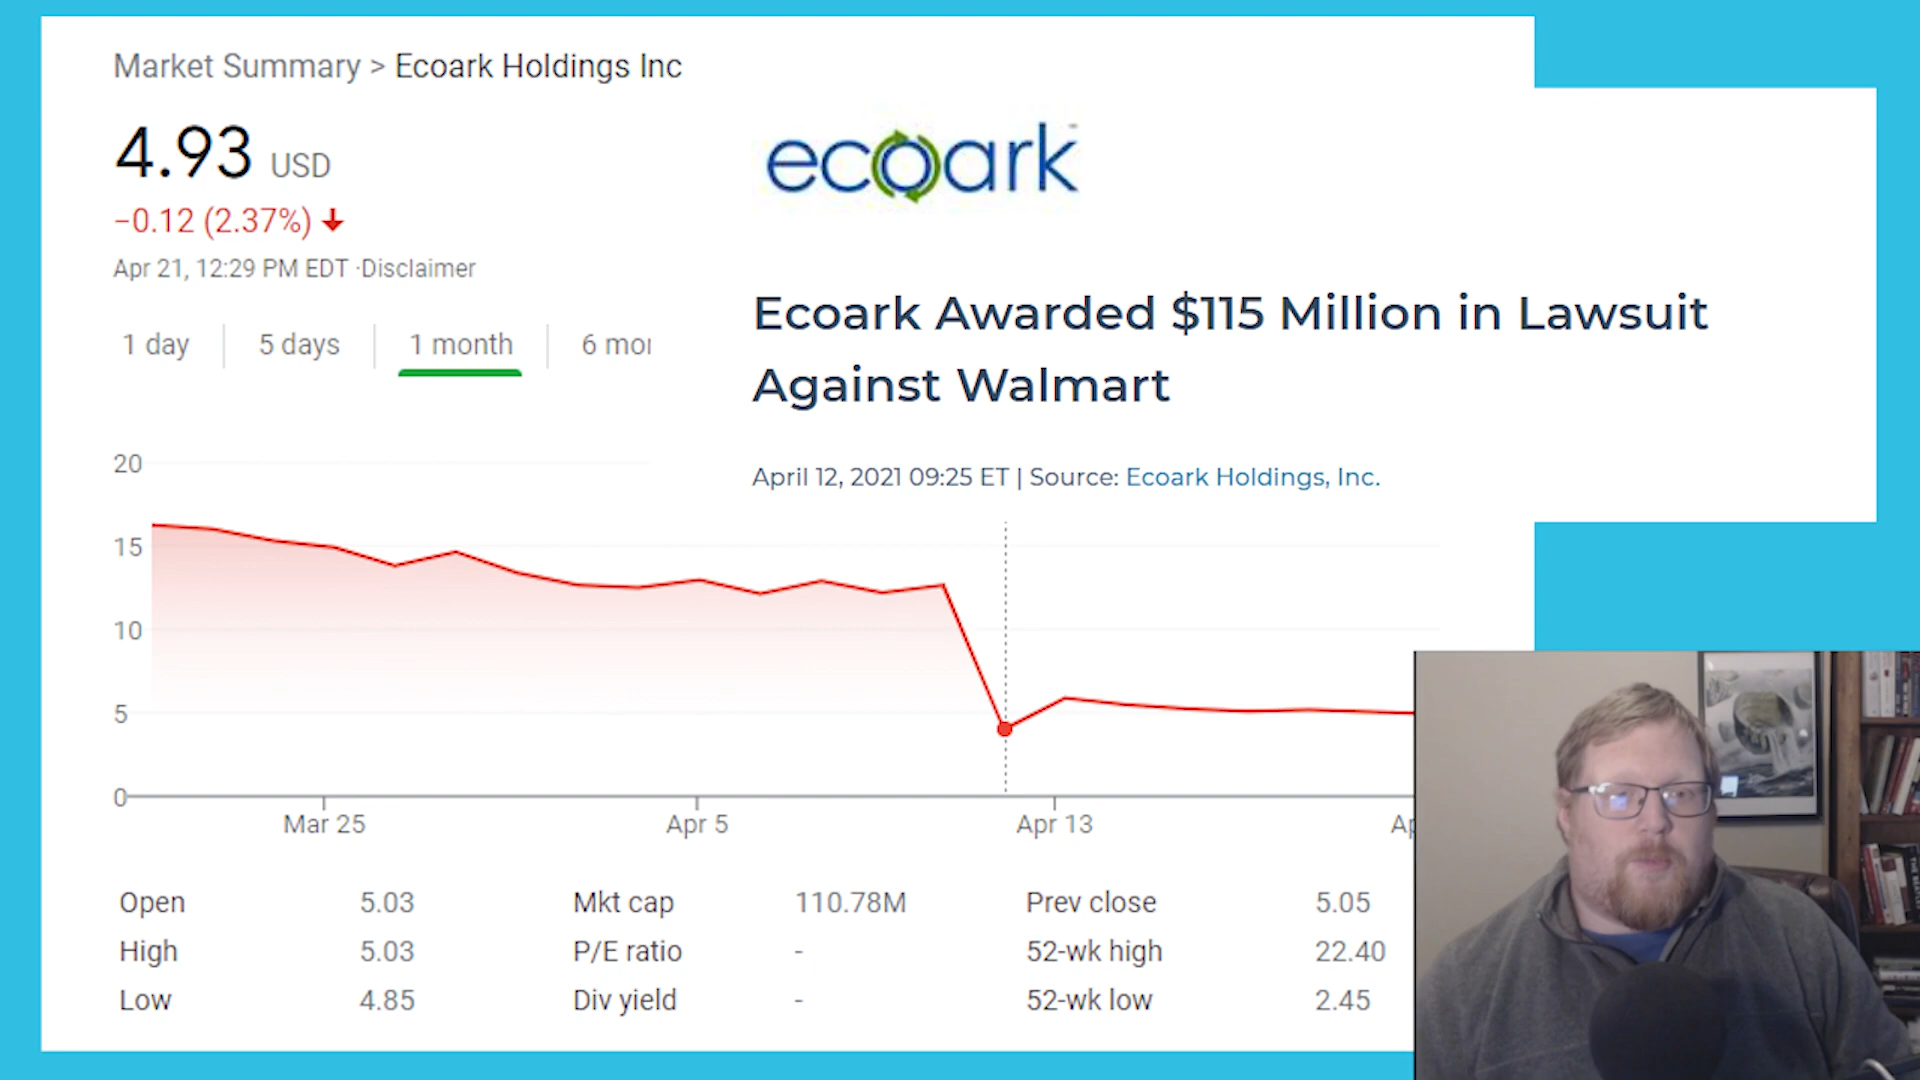 Market Summary > Ecoark Holdings Inc
4.93 USD
−0.12 (2.37%)
Apr 21, 12:29 PM EDT ·Disclaimer
1 day
5 days
1 month
6 mor
ecoark
Ecoark Awarded $115 Million in Lawsuit
Against Walmart
April 12, 2021 09:25 ET | Source: Ecoark Holdings, Inc.
20
15
10
5
0
Mar 25
Apr 5
Apr 13
Ap
Open 5.03
High 5.03
Low 4.85
Mkt cap 110.78M
P/E ratio -
Div yield -
Prev close 5.05
52-wk high 22.40
52-wk low 2.45